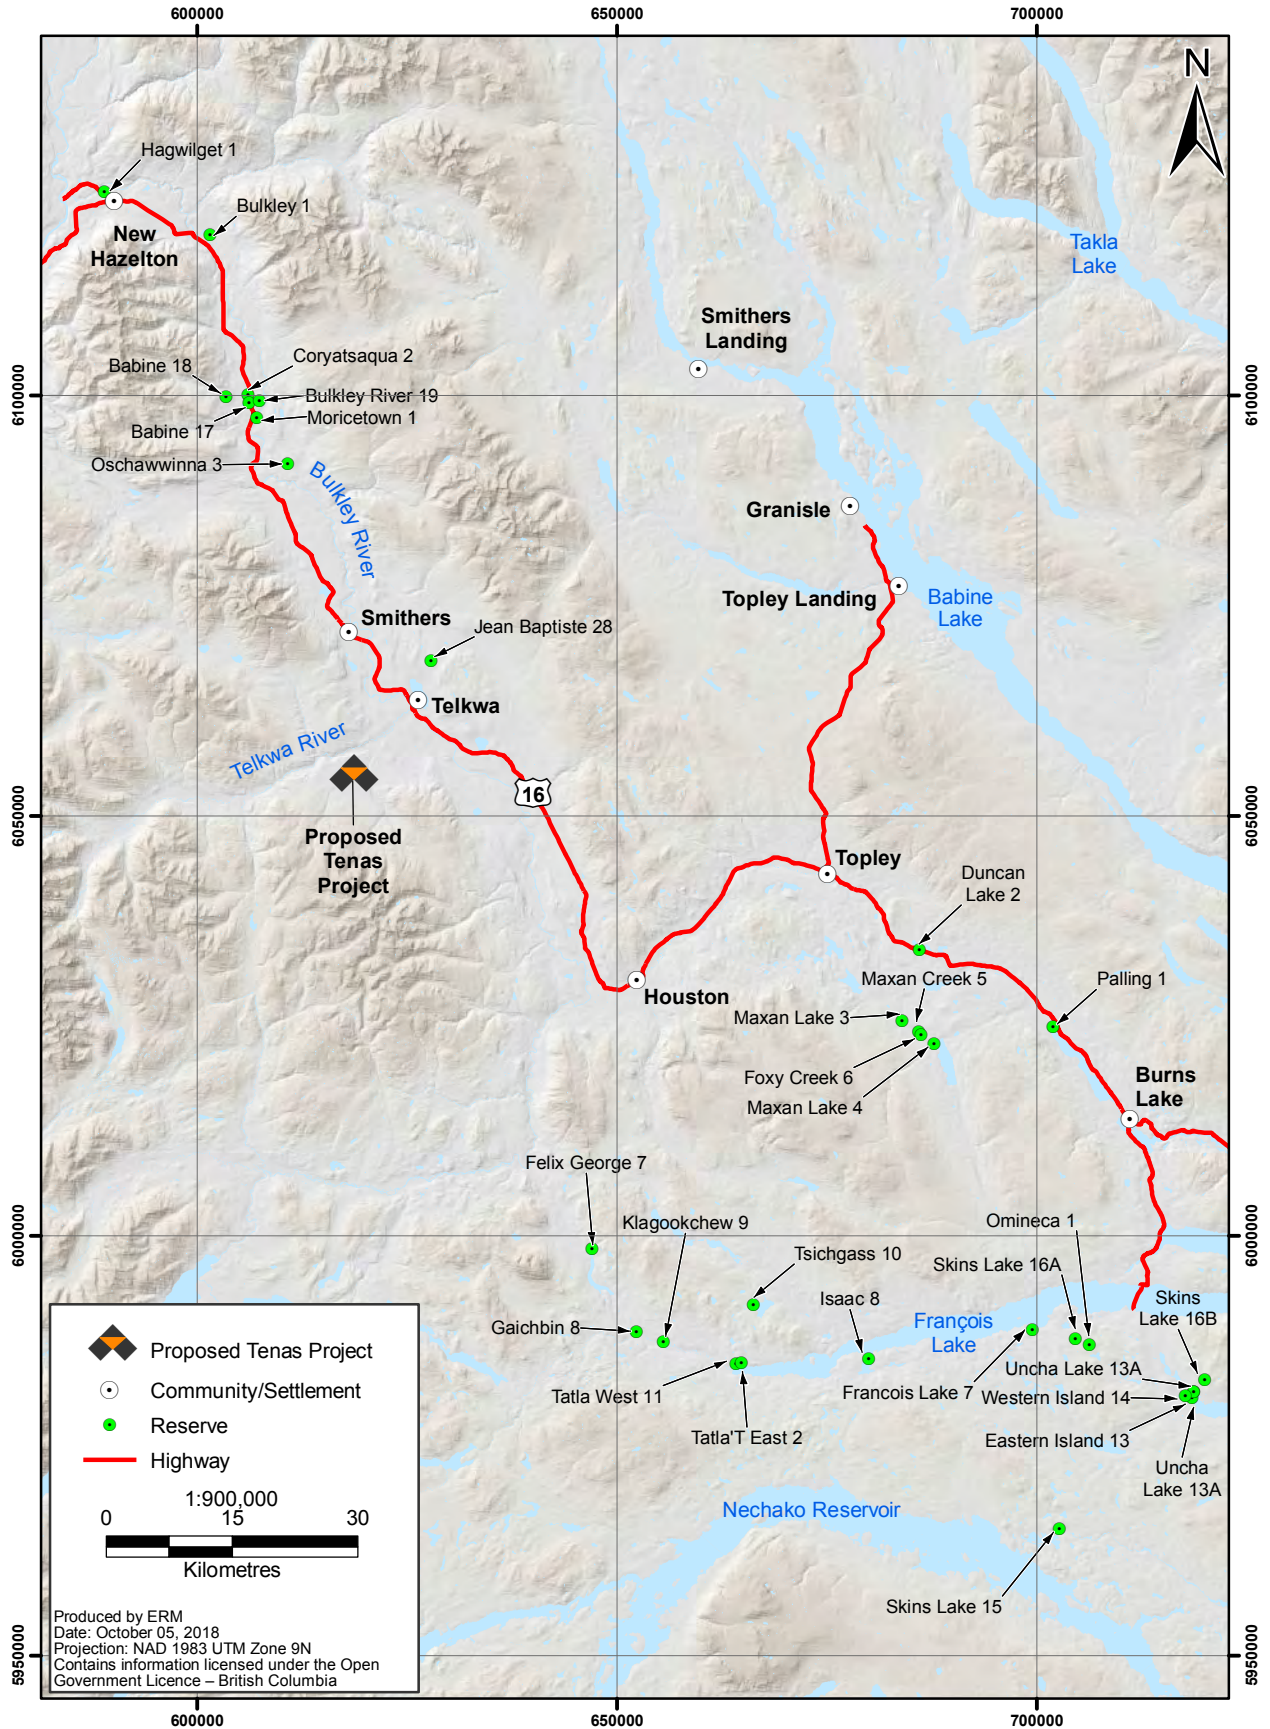 600000
650000
700000
N
Hagwilget 1
Bulkley 1
New
Hazelton
Takla
Lake
Smithers
Landing
Coryatsaqua 2
Babine 18
Bulkley River 19
6100000
6100000
Moricetown 1
Babine 17
Oschawwinna 3
Bulkley River
Granisle
Topley Landing
Babine
Lake
Smithers
Jean Baptiste 28
Telkwa
Telkwa River
16
6050000
6050000
Proposed
Tenas
Project
Topley
Duncan
Lake 2
Maxan Creek 5
Palling 1
Houston
Maxan Lake 3
Foxy Creek 6
Maxan Lake 4
Burns
Lake
Felix George 7
Klagookchew 9
Omineca 1
6000000
6000000
Tsichgass 10
Skins Lake 16A
Isaac 8
Skins
Lake 16B
Gaichbin 8
François
Lake
Uncha Lake 13A
Francois Lake 7
Western Island 14
Tatla West 11
Tatla'T East 2
Eastern Island 13
Uncha
Lake 13A
Nechako Reservoir
Skins Lake 15
Proposed Tenas Project
Community/Settlement
Reserve
Highway
1:900,000
0 15 30
Kilometres
Produced by ERM
Date: October 05, 2018
Projection: NAD 1983 UTM Zone 9N
Contains information licensed under the Open
Government Licence – British Columbia
5950000
5950000
600000
650000
700000